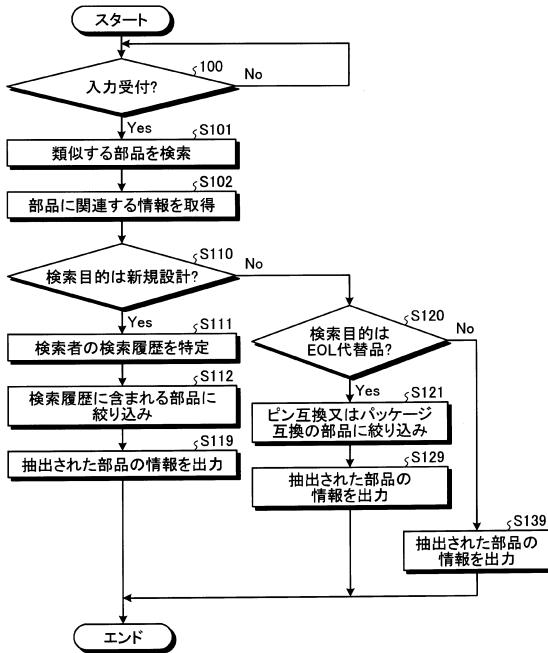 スタート
100
入力受付?
No
Yes
S101
類似する部品を検索
S102
部品に関連する情報を取得
S110
検索目的は新規設計?
No
Yes
S111
検索者の検索履歴を特定
S112
検索履歴に含まれる部品に
絞り込み
S119
抽出された部品の情報を出力
S120
検索目的は
EOL代替品?
No
Yes
S121
ピン互換又はパッケージ
互換の部品に絞り込み
S129
抽出された部品の
情報を出力
S139
抽出された部品の
情報を出力
エンド